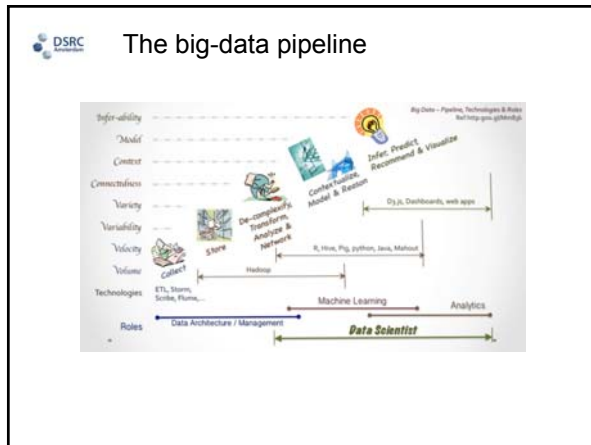 DSRC
Amsterdam
The big-data pipeline
Big Data – Pipeline, Technologies & Roles
Infer-ability
Model
Context
Connectedness
Variety
Variability
Velocity
Volume
Collect
Store
De-complexify,
Transform,
Analyze &
Network
Contextualize,
Model & Reason
Infer, Predict,
Recommend & Visualize
D3.js, Dashboards, web apps
R, Hive, Pig, python, Java, Mahout
Hadoop
Technologies
ETL, Storm,
Scribe, Flume,...
Machine Learning
Analytics
Roles
Data Architecture / Management
Data Scientist